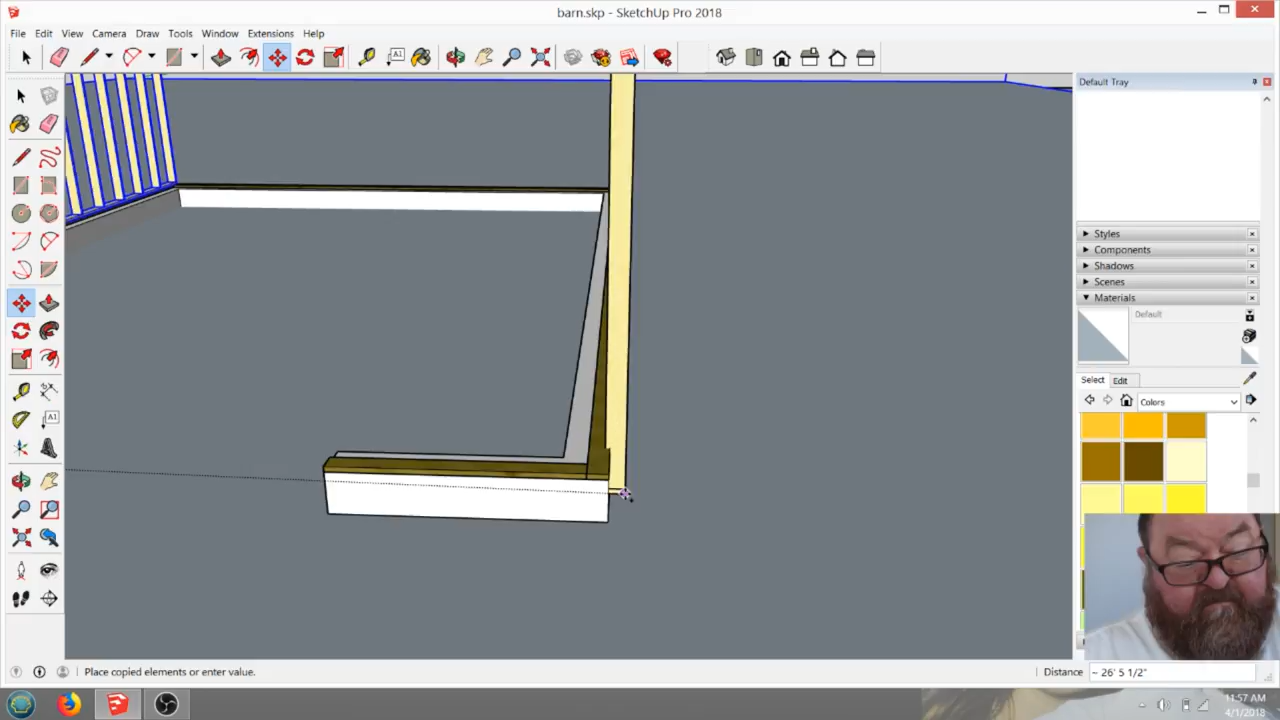 barn.skp - SketchUp Pro 2018
File Edit View Camera Draw Tools Window Extensions Help
Default Tray
Styles
Components
Shadows
Scenes
Materials
Default
Select Edit
Colors
Place copied elements or enter value.
Distance ~ 26' 5 1/2"
11:57 AM
4/1/2018